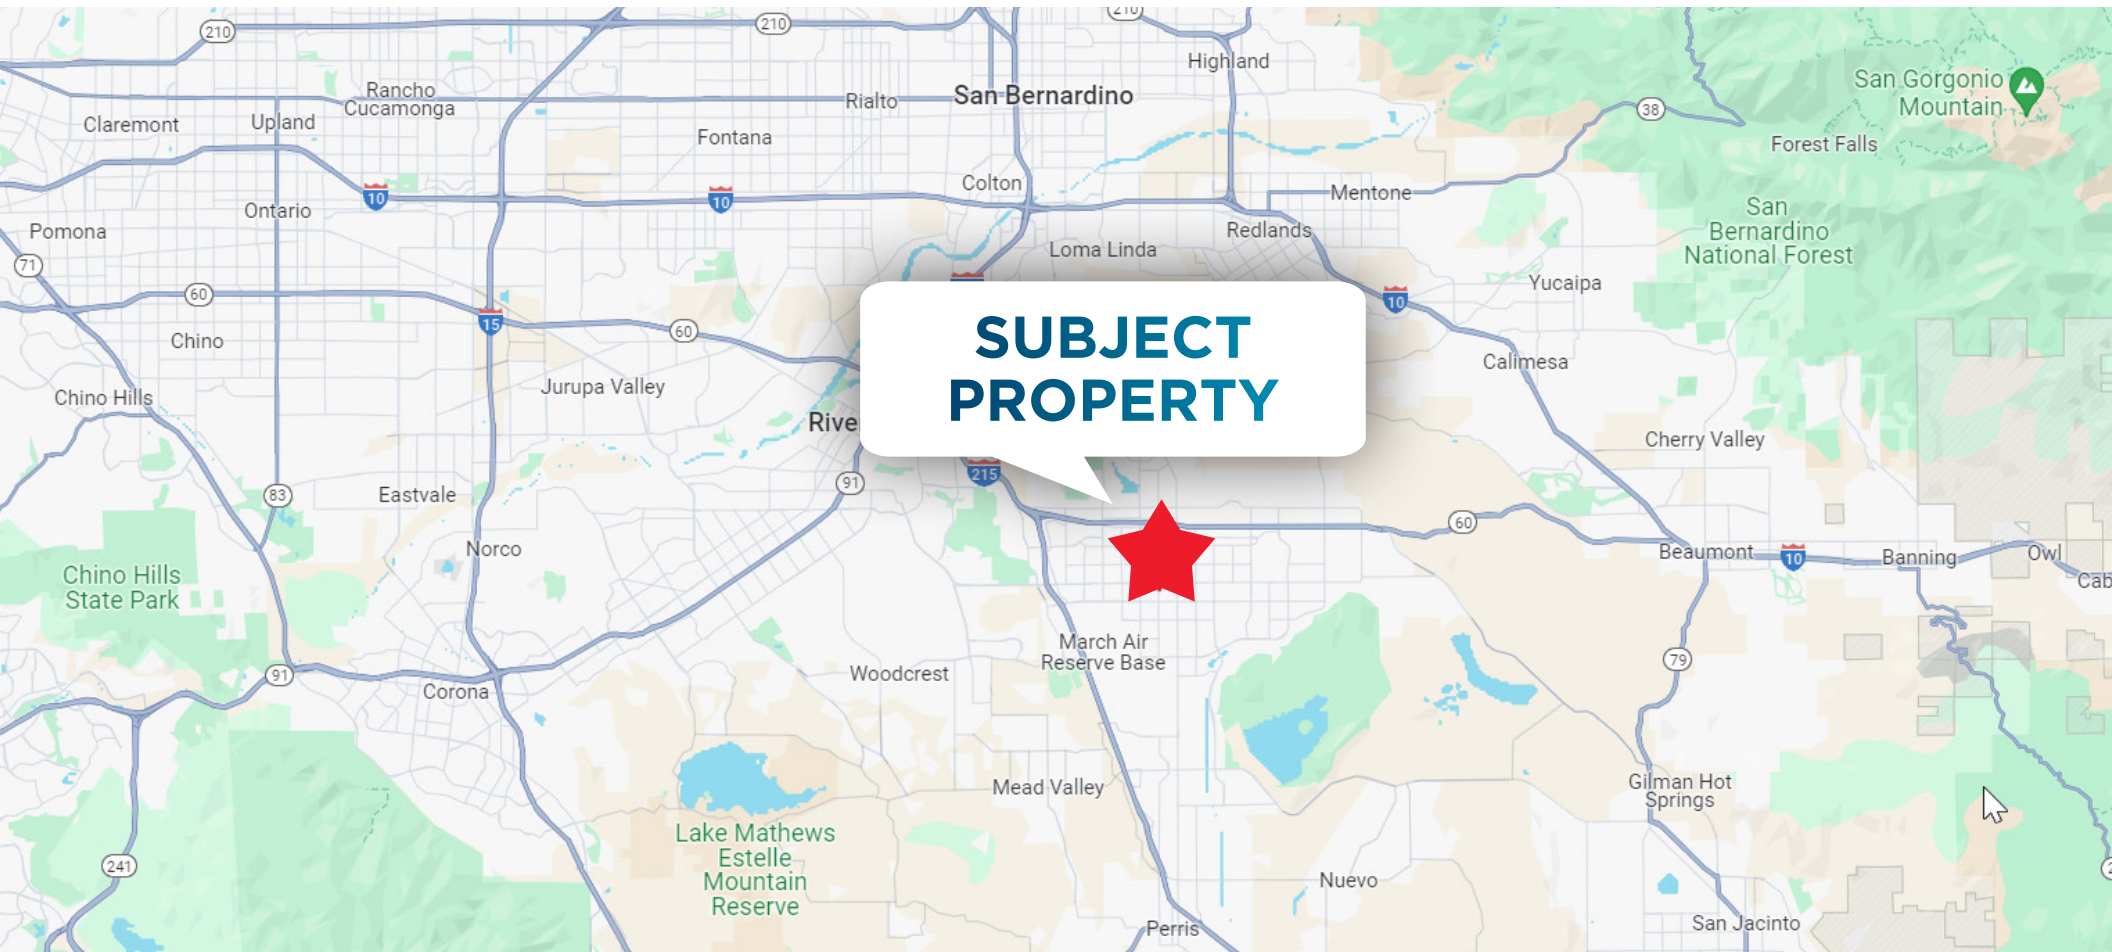 210
210
210
Highland
Rancho
Cucamonga
Rialto
San Bernardino
San Gorgonio
Mountain
38
Claremont
Upland
Fontana
Forest Falls
Colton
Mentone
10
10
Ontario
San
Bernardino
National Forest
Pomona
Redlands
Loma Linda
71
Yucaipa
60
10
15
60
SUBJECT
PROPERTY
Chino
Calimesa
Jurupa Valley
Chino Hills
Rive
Cherry Valley
215
91
83
Eastvale
60
Norco
Beaumont
10
Banning
Owl
Cab
Chino Hills
State Park
March Air
Reserve Base
79
Woodcrest
91
Corona
Mead Valley
Gilman Hot
Springs
Lake Mathews
Estelle
Mountain
Reserve
241
2
Nuevo
San Jacinto
Perris